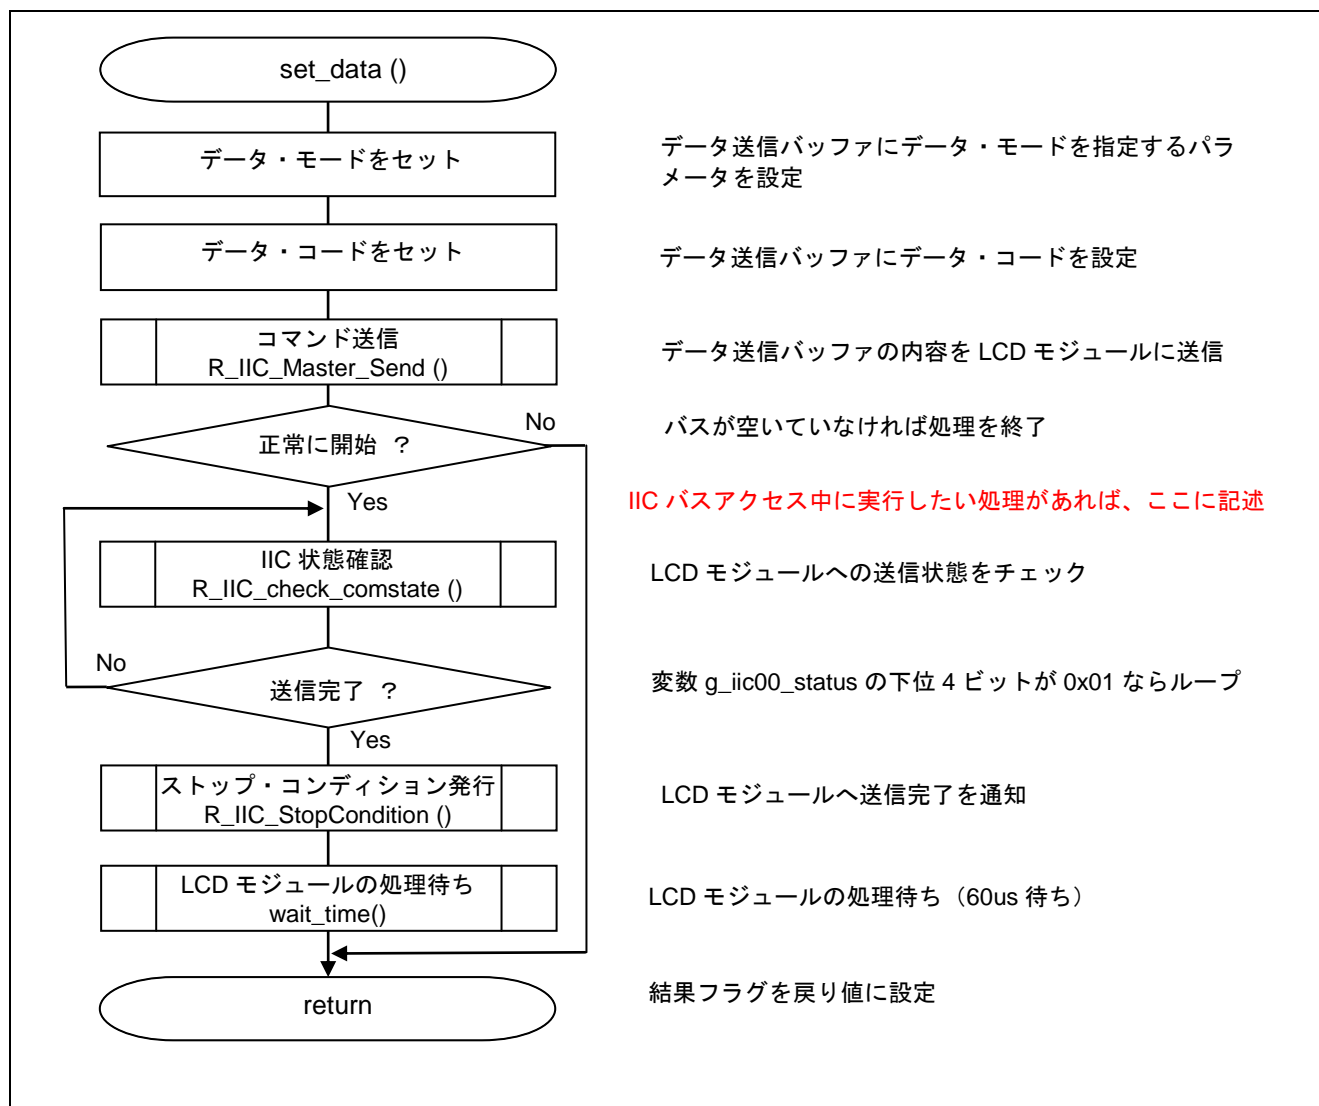 set_data ()
データ・モードをセット
データ送信バッファにデータ・モードを指定するパラ
メータを設定
データ・コードをセット
データ送信バッファにデータ・コードを設定
コマンド送信
R_IIC_Master_Send ()
データ送信バッファの内容を LCD モジュールに送信
No
正常に開始 ？
バスが空いていなければ処理を終了
Yes
IIC バスアクセス中に実行したい処理があれば、ここに記述
IIC 状態確認
R_IIC_check_comstate ()
LCD モジュールへの送信状態をチェック
No
送信完了 ？
変数 g_iic00_status の下位 4 ビットが 0x01 ならループ
Yes
ストップ・コンディション発行
R_IIC_StopCondition ()
LCD モジュールへ送信完了を通知
LCD モジュールの処理待ち
wait_time()
LCD モジュールの処理待ち（60us 待ち）
return
結果フラグを戻り値に設定